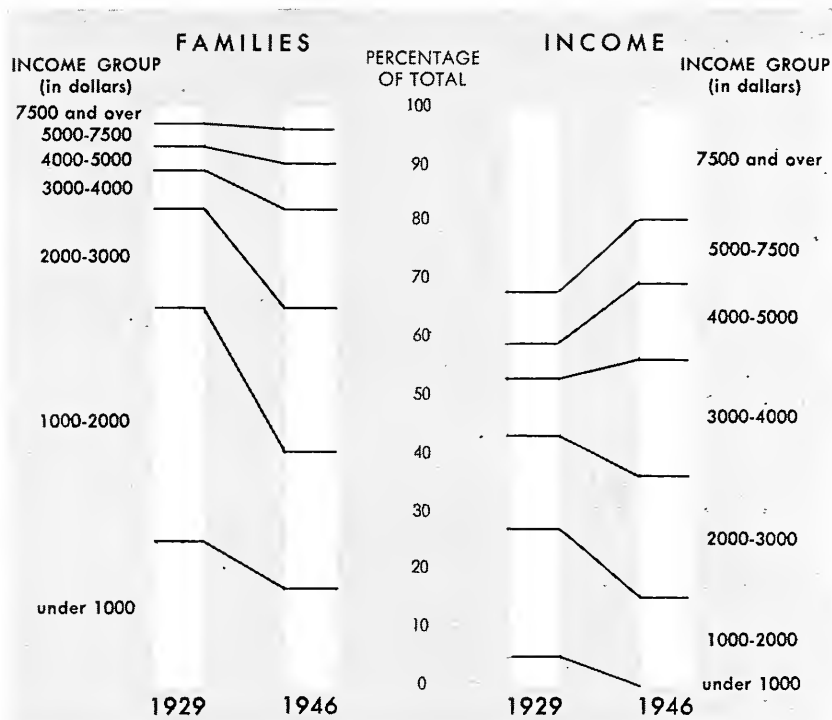 FAMILIES
INCOME
INCOME GROUP
(in dollars)
PERCENTAGE
OF TOTAL
INCOME GROUP
(in dallars)
7500 and over
5000-7500
4000-5000
3000-4000
2000-3000
1000-2000
under 1000
100
90
80
70
60
50
40
30
20
10
0
7500 and over
5000-7500
4000-5000
3000-4000
2000-3000
1000-2000
under 1000
1929
1946
1929
1946